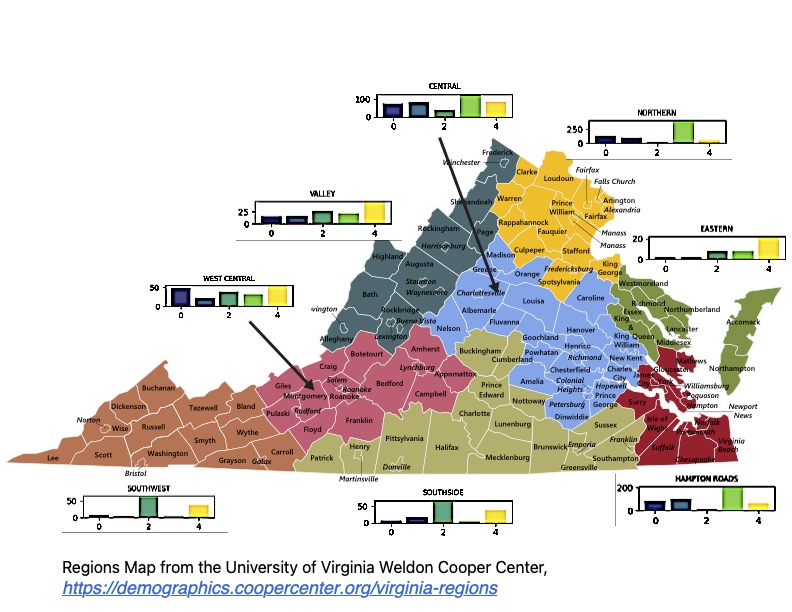 CENTRAL
100
0
0 2 4
NORTHERN
250
0
0 2 4
VALLEY
25
0
0 2 4
EASTERN
20
0
0 2 4
WEST CENTRAL
50
0
0 2 4
Frederick
Winchester
Clarke
Loudoun
Fairfax
Falls Church
Shenandoah
Warren
Prince
William
Arlington
Alexandria
Fairfax
Rappahannock
Fauquier
Manass
Manass
Rockingham
Page
Harrisonburg
Culpeper
Stafford
Madison
Highland
Augusta
Greene
Orange
Fredericksburg
King
George
Spotsylvania
Westmoreland
Staunton
Waynesboro
Charlottesville
Louisa
Caroline
Richmond
Essex
Northumberland
Bath
Rockbridge
Albemarle
Fluvanna
Hanover
King
&
Queen
Lancaster
Accomack
vington
Buena Vista
Lexington
Nelson
Goochland
King
William
Middlesex
Alleghany
Amherst
Buckingham
Cumberland
Powhatan
Henrico
Richmond
New Kent
Mathews
Gloucester
Northampton
Botetourt
Craig
Lynchburg
Appomattox
Chesterfield
Charles
City
James
City
York
Salem
Roanoke
Roanoke
Bedford
Amelia
Colonial
Heights
Hopewell
Williamsburg
Poquoson
Hampton
Giles
Montgomery
Campbell
Prince
Edward
Nottoway
Petersburg
Prince
George
Surry
Newport
News
Buchanan
Dickenson
Tazewell
Bland
Pulaski
Radford
Floyd
Franklin
Charlotte
Lunenburg
Dinwiddie
Sussex
Isle of
Wight
Norfolk
Portsmouth
Norton
Wise
Russell
Smyth
Wythe
Henry
Pittsylvania
Halifax
Brunswick
Emporia
Franklin
Suffolk
Virginia
Beach
Lee
Scott
Washington
Grayson
Galax
Carroll
Patrick
Danville
Mecklenburg
Greensville
Southampton
Chesapeake
Bristol
Martinsville
SOUTHWEST
50
0
0 2 4
SOUTHSIDE
50
0
0 2 4
HAMPTON ROADS
200
0
0 2 4
Regions Map from the University of Virginia Weldon Cooper Center,
https://demographics.coopercenter.org/virginia-regions